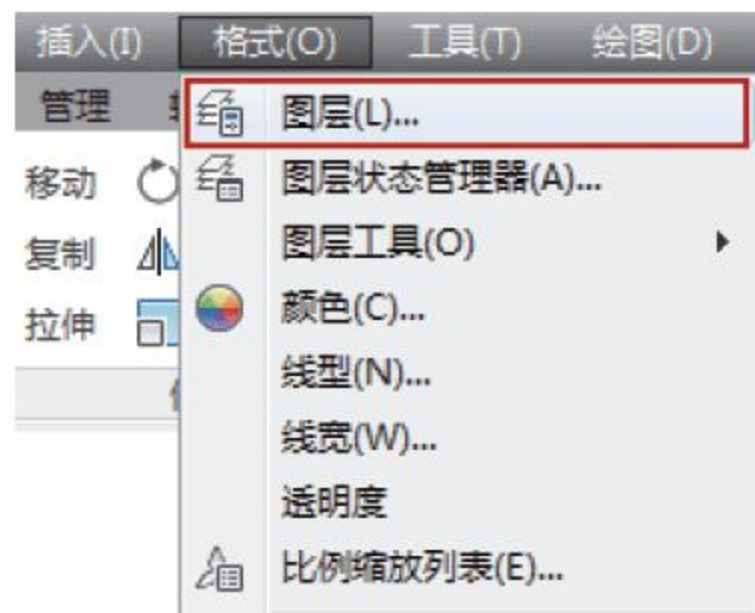 插入(I) 格式(O) 工具(T) 绘图(D)
管理
图层(L)...
移动
图层状态管理器(A)...
复制
图层工具(O)
颜色(C)...
拉伸
线型(N)...
线宽(W)...
透明度
比例缩放列表(E)...